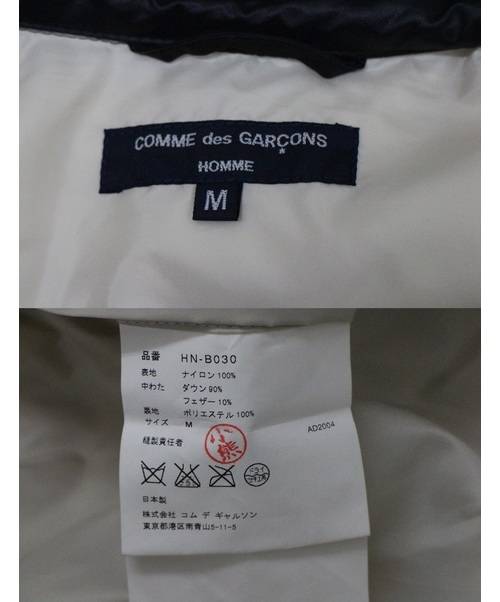 COMME des GARÇONS
HOMME
M
品番 HN-B030
表地 ナイロン100%
中わた ダウン90%
フェザー10%
裏地 ポリエステル100%
サイズ M
縫製責任者
AD2004
ドライ
日本製
株式会社 コム デ ギャルソン
東京都港区南青山5-11-5